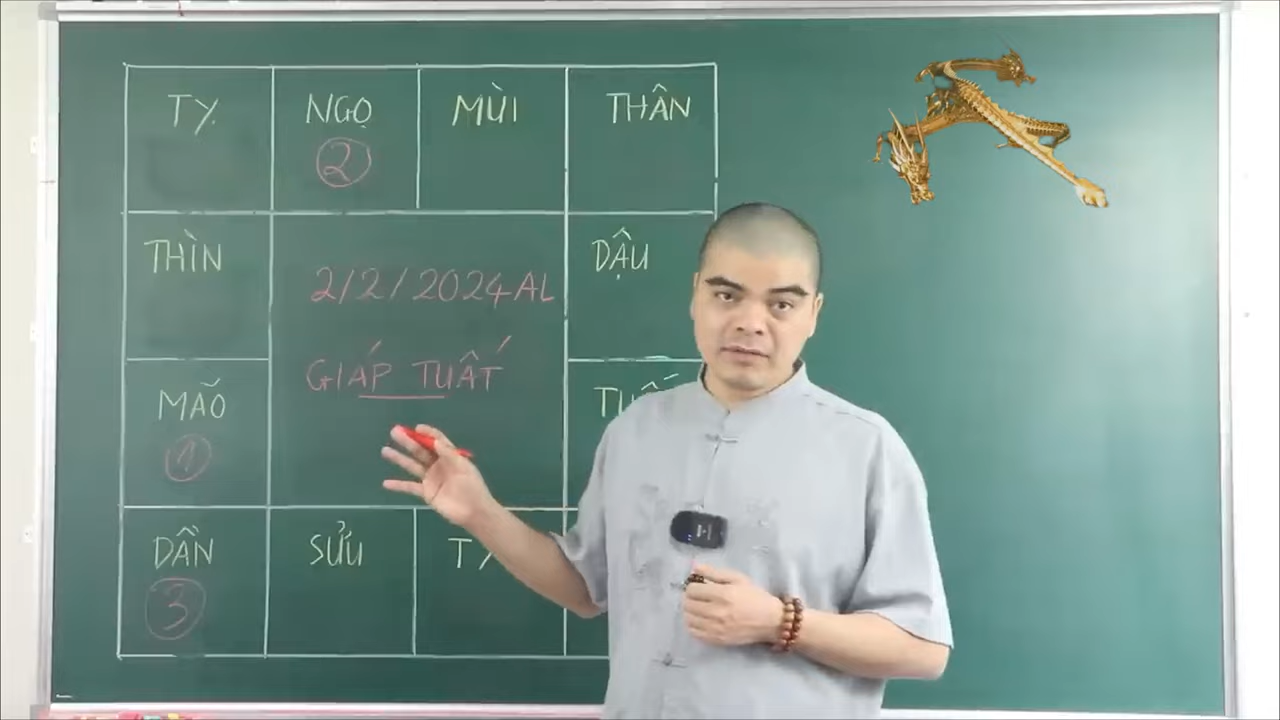 TỴ NGỌ MÙI THÂN
②
THÌN DẬU
2/2/2024 AL
GIÁP TUẤT
MÃO
①
DẦN SỬU
③